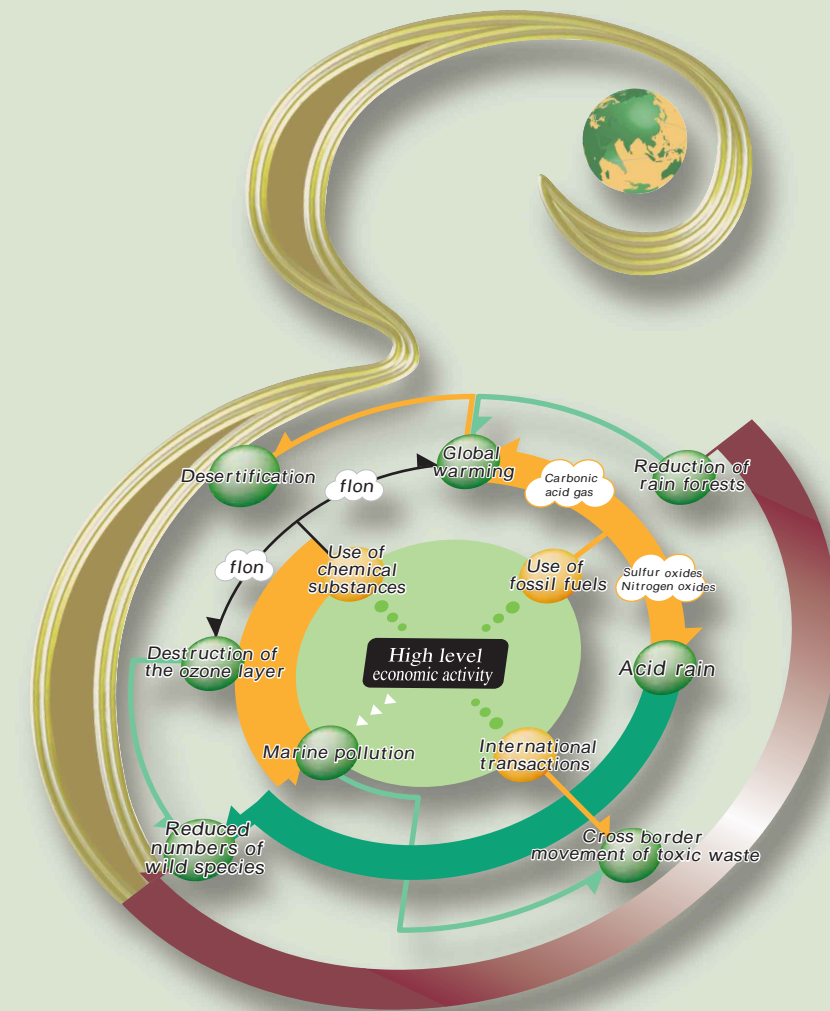 Global
warming
Desertification
flon
Carbonic
acid gas
Reduction of
rain forests
flon
Use of
chemical
substances
Use of
fossil fuels
Sulfur oxides
Nitrogen oxides
Destruction of
the ozone layer
High level
economic activity
Acid rain
Marine pollution
International
transactions
Reduced
numbers of
wild species
Cross border
movement of toxic waste